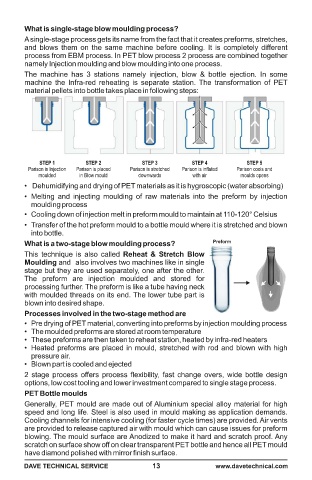 What is single-stage blow moulding process?
A single-stage process gets its name from the fact that it creates preforms, stretches,
and blows them on the same machine before cooling. It is completely different
process from EBM process. In PET blow process 2 process are combined together
namely Injection moulding and blow moulding into one process.
The machine has 3 stations namely injection, blow & bottle ejection. In some
machine the Infra-red reheating is separate station. The transformation of PET
material pellets into bottle takes place in following steps:
STEP 1 STEP 2 STEP 3 STEP 4 STEP 5
Parison is Injection Parison is placed Parison is stretched Parison is inflated Parison cools and
moulded in Blow mould downwards with air moulds opens
• Dehumidifying and drying of PET materials as it is hygroscopic (water absorbing)
• Melting and injecting moulding of raw materials into the preform by injection
moulding process
• Cooling down of injection melt in preform mould to maintain at 110-120° Celsius
• Transfer of the hot preform mould to a bottle mould where it is stretched and blown
into bottle.
What is a two-stage blow moulding process?
Preform
This technique is also called Reheat & Stretch Blow
Moulding and also involves two machines like in single
stage but they are used separately, one after the other.
The preform are injection moulded and stored for
processing further. The preform is like a tube having neck
with moulded threads on its end. The lower tube part is
blown into desired shape.
Processes involved in the two-stage method are
• Pre drying of PET material, converting into preforms by injection moulding process
• The moulded preforms are stored at room temperature
• These preforms are then taken to reheat station, heated by infra-red heaters
• Heated preforms are placed in mould, stretched with rod and blown with high
pressure air.
• Blown part is cooled and ejected
2 stage process offers process flexibility, fast change overs, wide bottle design
options, low cost tooling and lower investment compared to single stage process.
PET Bottle moulds
Generally, PET mould are made out of Aluminium special alloy material for high
speed and long life. Steel is also used in mould making as application demands.
Cooling channels for intensive cooling (for faster cycle times) are provided. Air vents
are provided to release captured air with mould which can cause issues for preform
blowing. The mould surface are Anodized to make it hard and scratch proof. Any
scratch on surface show off on clear transparent PET bottle and hence all PET mould
have diamond polished with mirror finish surface.
DAVE TECHNICAL SERVICE 13 www.davetechnical.com